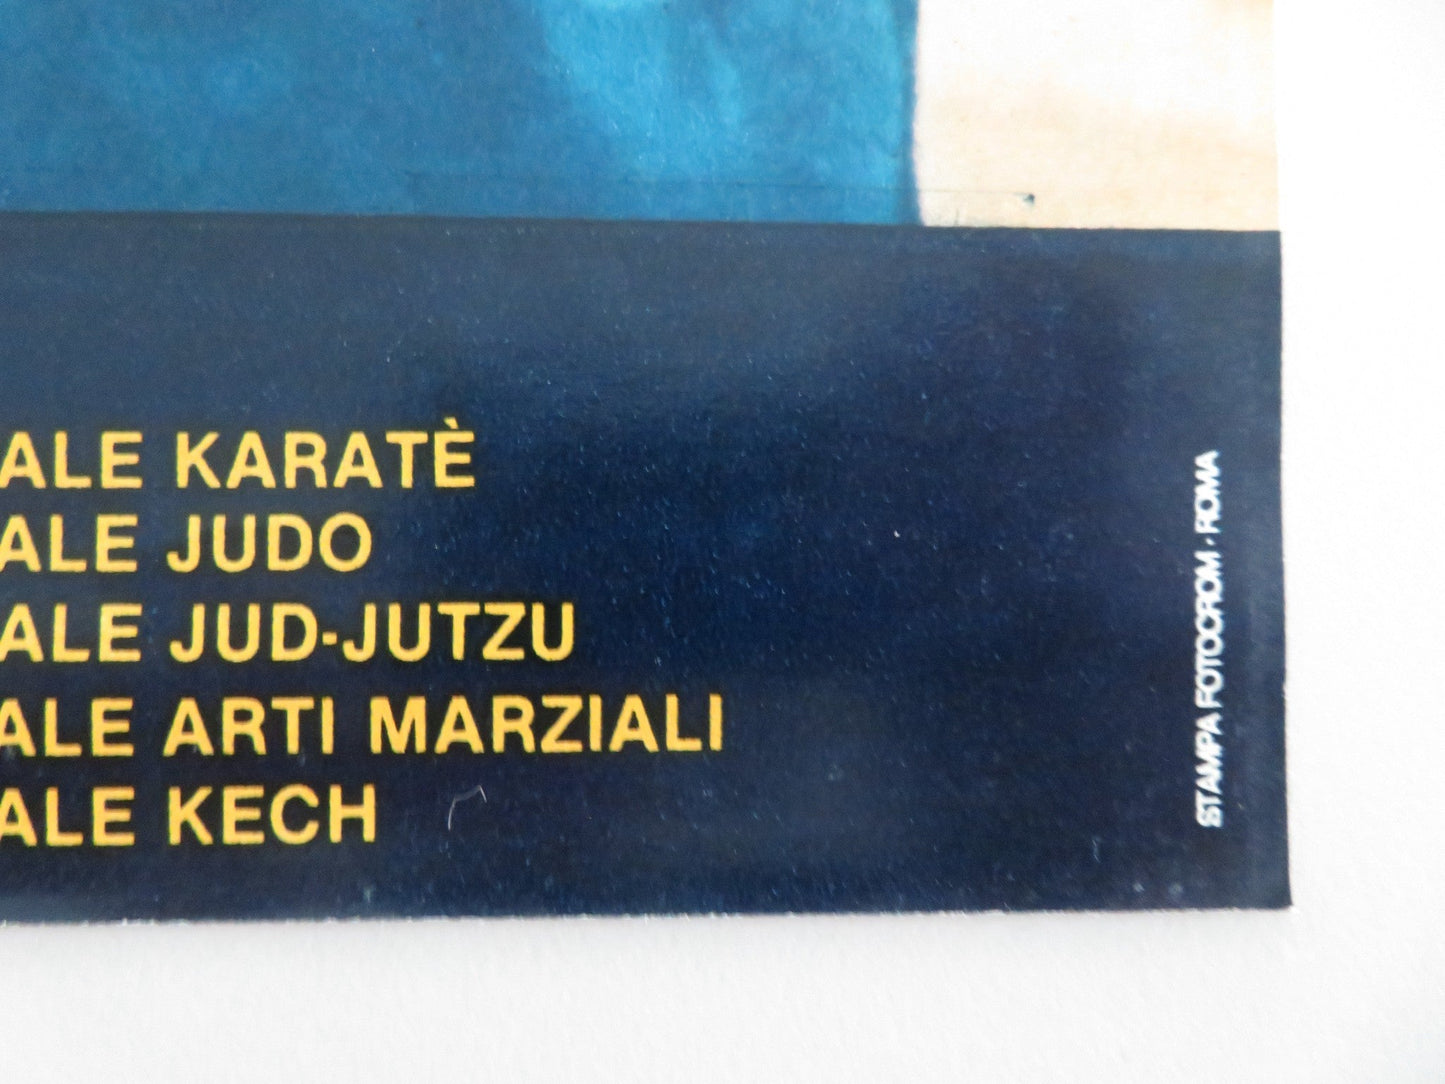 ALE KARATÈ
ALE JUDO
ALE JUD-JUTZU
ALE ARTI MARZIALI
ALE KECH
STAMPA FOTOCROM · ROMA